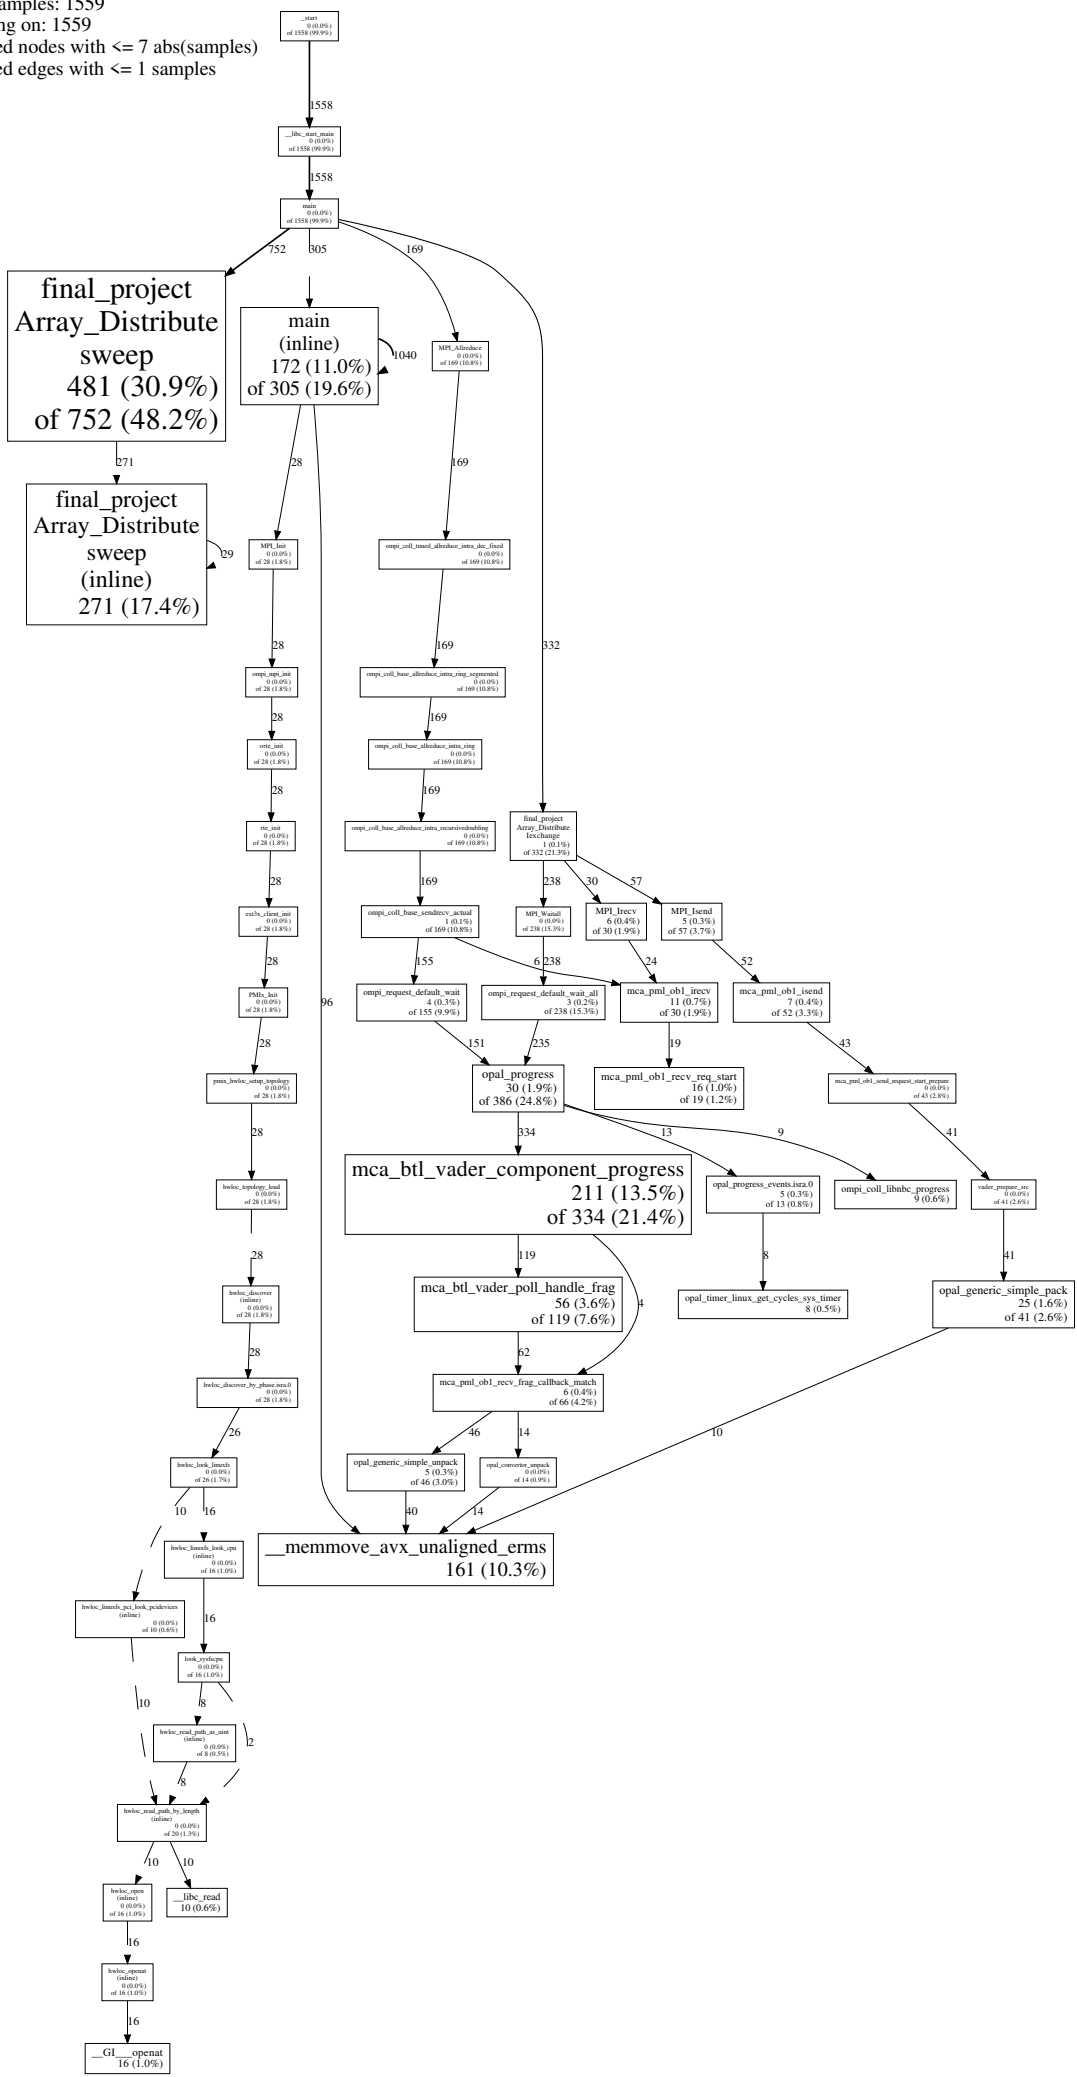 amples: 1559
ng on: 1559
ed nodes with <= 7 abs(samples)
ed edges with <= 1 samples
_start
0 (0.0%)
of 1558 (99.9%)
1558
__libc_start_main
0 (0.0%)
of 1558 (99.9%)
1558
main
0 (0.0%)
of 1558 (99.9%)
752
305
169
final_project
Array_Distribute
sweep
481 (30.9%)
of 752 (48.2%)
main
(inline)
172 (11.0%)
of 305 (19.6%)
1040
MPI_Allreduce
0 (0.0%)
of 169 (10.8%)
271
28
169
final_project
Array_Distribute
sweep
(inline)
271 (17.4%)
29
MPI_Init
0 (0.0%)
of 28 (1.8%)
ompi_coll_tuned_allreduce_intra_dec_fixed
0 (0.0%)
of 169 (10.8%)
28
169
332
ompi_mpi_init
0 (0.0%)
of 28 (1.8%)
ompi_coll_base_allreduce_intra_ring_segmented
0 (0.0%)
of 169 (10.8%)
28
169
orte_init
0 (0.0%)
of 28 (1.8%)
ompi_coll_base_allreduce_intra_ring
0 (0.0%)
of 169 (10.8%)
28
169
rte_init
0 (0.0%)
of 28 (1.8%)
ompi_coll_base_allreduce_intra_recursivedoubling
0 (0.0%)
of 169 (10.8%)
final_project
Array_Distribute
Iexchange
1 (0.1%)
of 332 (21.3%)
28
169
238
30
57
ext3x_client_init
0 (0.0%)
of 28 (1.8%)
ompi_coll_base_sendrecv_actual
1 (0.1%)
of 169 (10.8%)
MPI_Waitall
0 (0.0%)
of 238 (15.3%)
MPI_Irecv
6 (0.4%)
of 30 (1.9%)
MPI_Isend
5 (0.3%)
of 57 (3.7%)
28
155
6
238
24
52
PMIx_Init
0 (0.0%)
of 28 (1.8%)
96
ompi_request_default_wait
4 (0.3%)
of 155 (9.9%)
ompi_request_default_wait_all
3 (0.2%)
of 238 (15.3%)
mca_pml_ob1_irecv
11 (0.7%)
of 30 (1.9%)
mca_pml_ob1_isend
7 (0.4%)
of 52 (3.3%)
28
151
235
19
43
pmix_hwloc_setup_topology
0 (0.0%)
of 28 (1.8%)
opal_progress
30 (1.9%)
of 386 (24.8%)
mca_pml_ob1_recv_req_start
16 (1.0%)
of 19 (1.2%)
mca_pml_ob1_send_request_start_prepare
0 (0.0%)
of 43 (2.8%)
28
334
13
9
41
hwloc_topology_load
0 (0.0%)
of 28 (1.8%)
mca_btl_vader_component_progress
211 (13.5%)
of 334 (21.4%)
opal_progress_events.isra.0
5 (0.3%)
of 13 (0.8%)
ompi_coll_libnbc_progress
9 (0.6%)
vader_prepare_src
0 (0.0%)
of 41 (2.6%)
28
119
8
41
hwloc_discover
(inline)
0 (0.0%)
of 28 (1.8%)
mca_btl_vader_poll_handle_frag
56 (3.6%)
of 119 (7.6%)
4
opal_timer_linux_get_cycles_sys_timer
8 (0.5%)
opal_generic_simple_pack
25 (1.6%)
of 41 (2.6%)
28
62
hwloc_discover_by_phase.isra.0
0 (0.0%)
of 28 (1.8%)
mca_pml_ob1_recv_frag_callback_match
6 (0.4%)
of 66 (4.2%)
26
46
14
10
hwloc_look_linuxfs
0 (0.0%)
of 26 (1.7%)
opal_generic_simple_unpack
5 (0.3%)
of 46 (3.0%)
opal_convertor_unpack
0 (0.0%)
of 14 (0.9%)
10
16
40
14
hwloc_linuxfs_look_cpu
(inline)
0 (0.0%)
of 16 (1.0%)
__memmove_avx_unaligned_erms
161 (10.3%)
hwloc_linuxfs_pci_look_pcidevices
(inline)
0 (0.0%)
of 10 (0.6%)
16
look_sysfscpu
0 (0.0%)
of 16 (1.0%)
10
8
2
hwloc_read_path_as_uint
(inline)
0 (0.0%)
of 8 (0.5%)
8
hwloc_read_path_by_length
(inline)
0 (0.0%)
of 20 (1.3%)
10
10
hwloc_open
(inline)
0 (0.0%)
of 16 (1.0%)
__libc_read
10 (0.6%)
16
hwloc_openat
(inline)
0 (0.0%)
of 16 (1.0%)
16
__GI___openat
16 (1.0%)